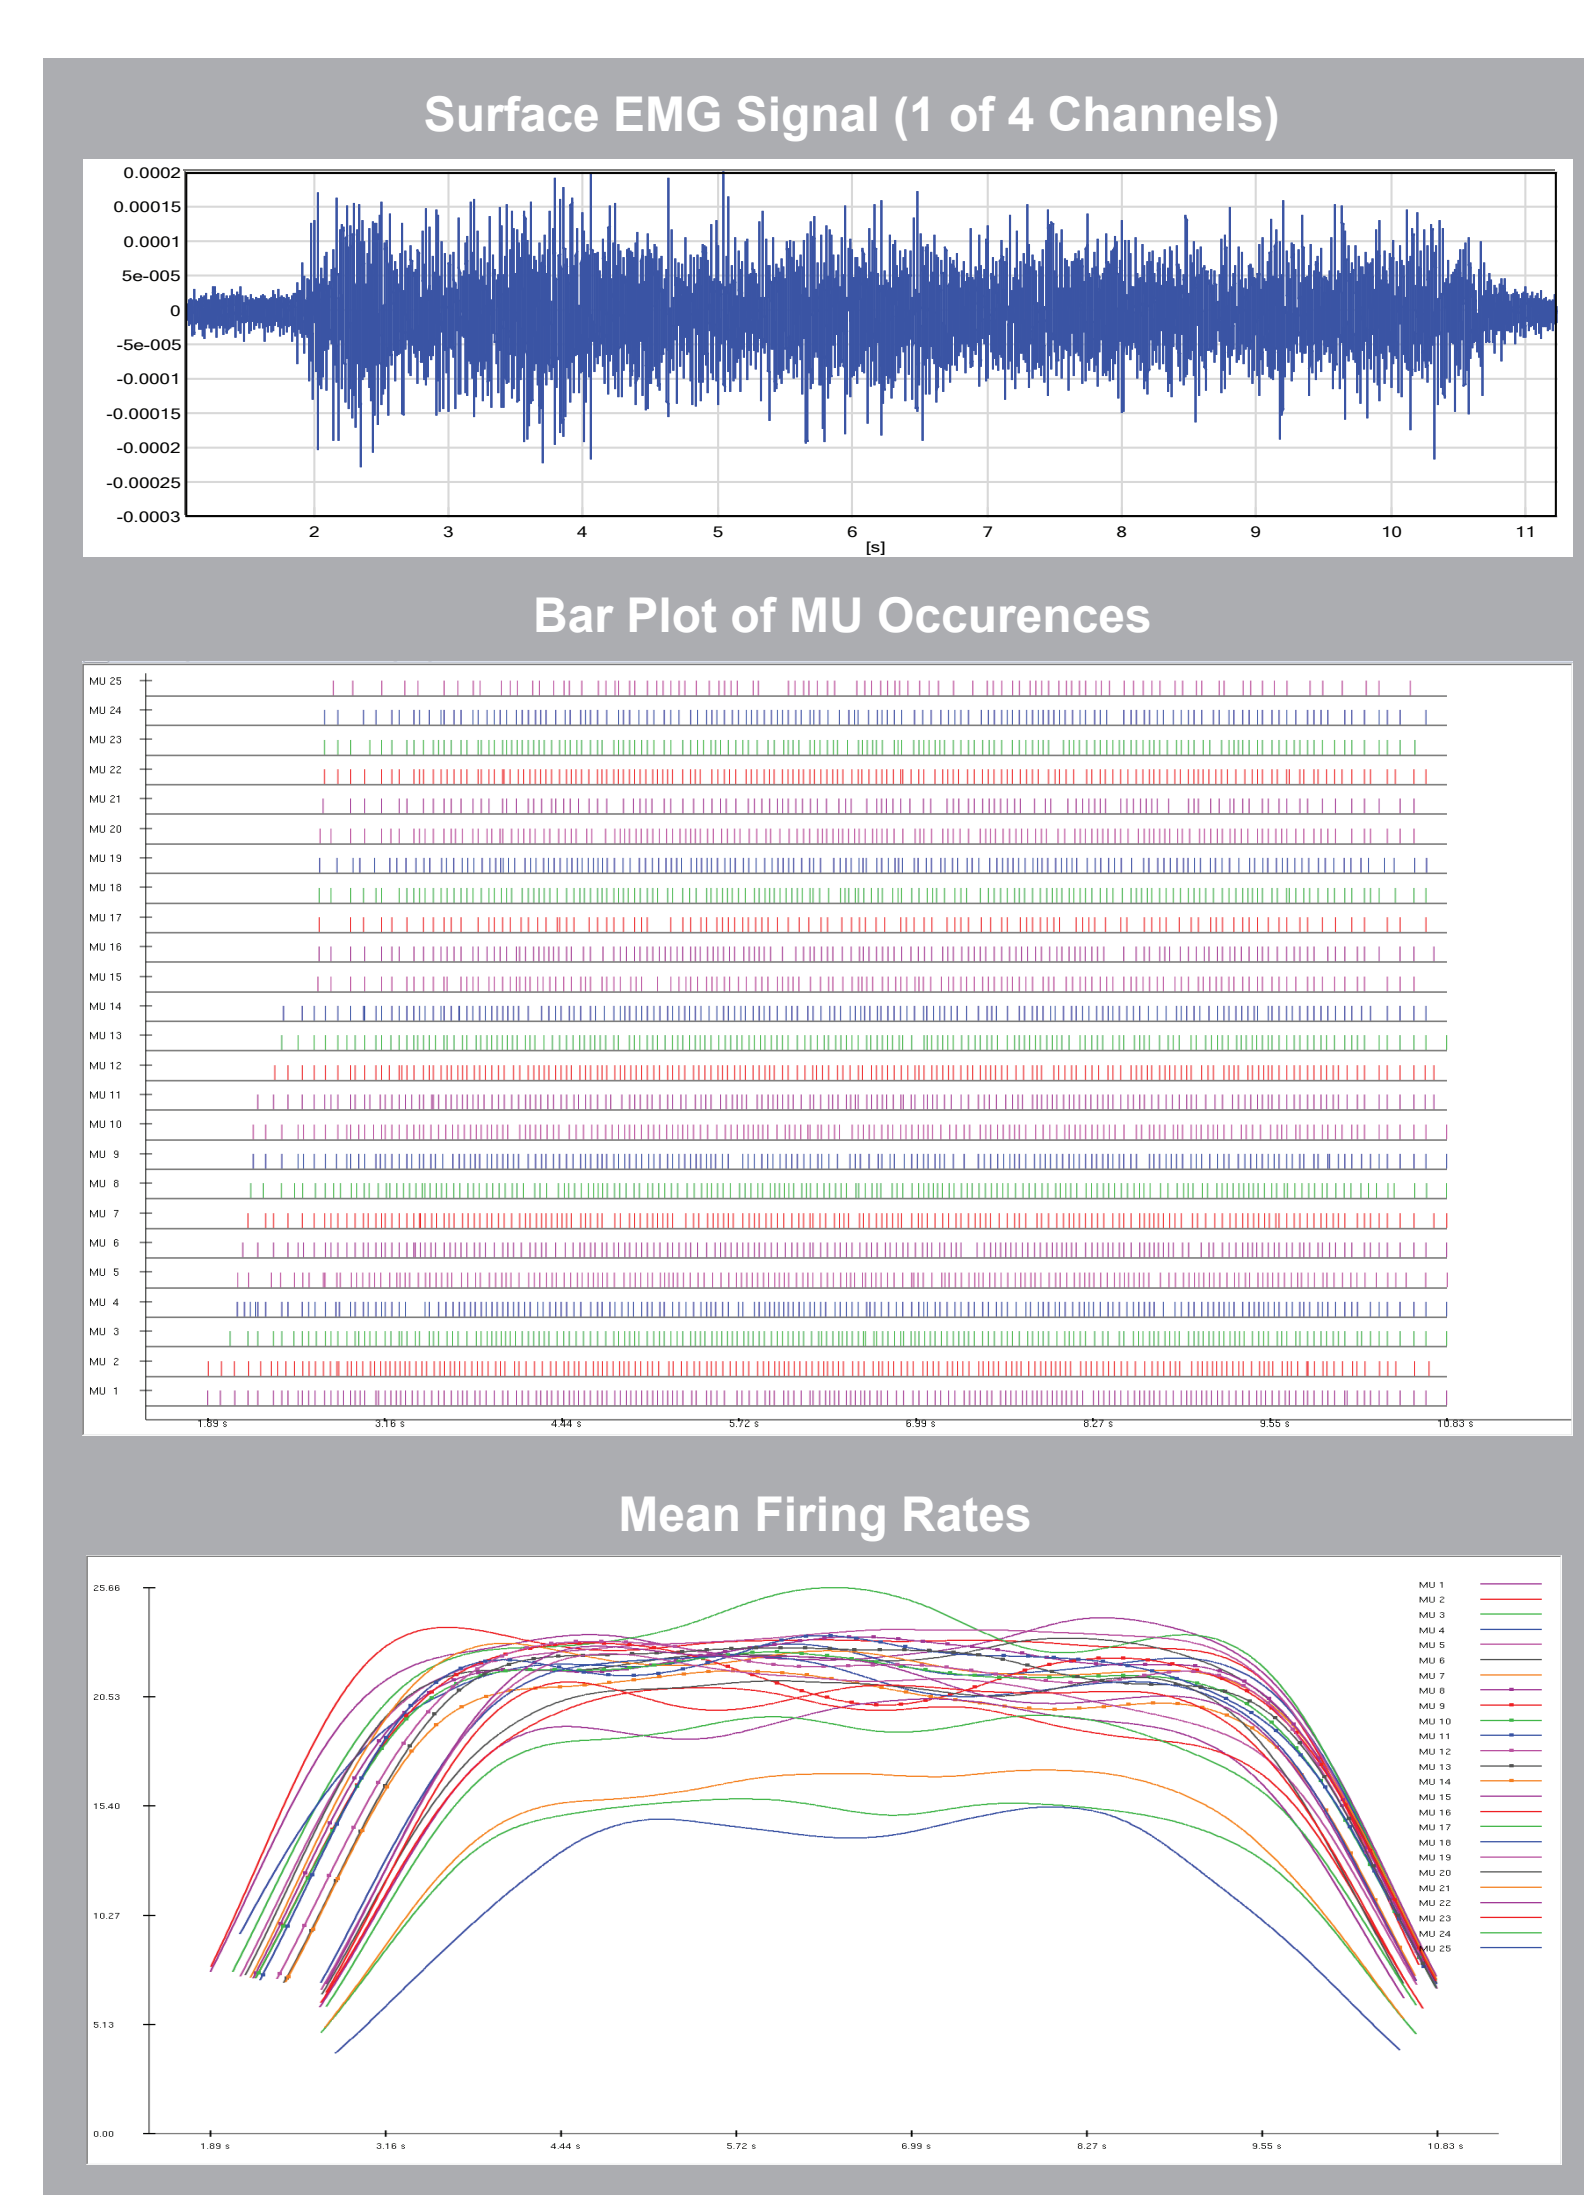 Surface EMG Signal (1 of 4 Channels)
0.0002
0.00015
0.0001
5e-005
0
-5e-005
-0.0001
-0.00015
-0.0002
-0.00025
-0.0003
2 3 4 5 6 7 8 9 10 11
[s]
Bar Plot of MU Occurences
MU 25
MU 24
MU 23
MU 22
MU 21
MU 20
MU 19
MU 18
MU 17
MU 16
MU 15
MU 14
MU 13
MU 12
MU 11
MU 10
MU 9
MU 8
MU 7
MU 6
MU 5
MU 4
MU 3
MU 2
MU 1
1.89 s 3.16 s 4.44 s 5.72 s 6.99 s 8.27 s 9.55 s 10.83 s
Mean Firing Rates
25.66
20.53
15.40
10.27
5.13
0.00
1.89 s 3.16 s 4.44 s 5.72 s 6.99 s 8.27 s 9.55 s 10.83 s
MU 1
MU 2
MU 3
MU 4
MU 5
MU 6
MU 7
MU 8
MU 9
MU 10
MU 11
MU 12
MU 13
MU 14
MU 15
MU 16
MU 17
MU 18
MU 19
MU 20
MU 21
MU 22
MU 23
MU 24
MU 25